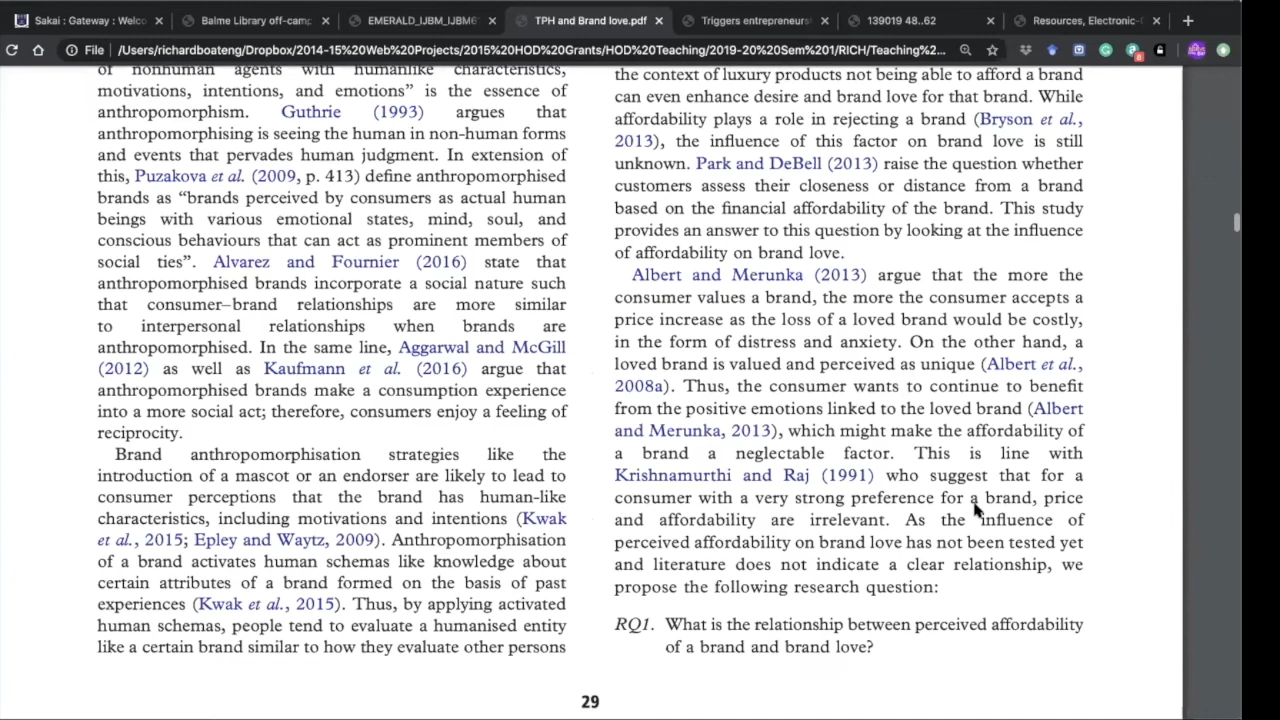 Sakai : Gateway : Welco
Balme Library off-camp
EMERALD_IJBM_IJBM6
TPH and Brand love.pdf
Triggers entrepreneurs
139019 48..62
Resources, Electronic-
File
/Users/richardboateng/Dropbox/2014-15%20Web%20Projects/2015%20HOD%20Grants/HOD%20Teaching/2019-20%20Sem%201/RICH/Teaching%2...
8
of nonhuman agents with humanlike characteristics,
motivations, intentions, and emotions” is the essence of
anthropomorphism. Guthrie (1993) argues that
anthropomorphising is seeing the human in non-human forms
and events that pervades human judgment. In extension of
this, Puzakova et al. (2009, p. 413) define anthropomorphised
brands as “brands perceived by consumers as actual human
beings with various emotional states, mind, soul, and
conscious behaviours that can act as prominent members of
social ties”. Alvarez and Fournier (2016) state that
anthropomorphised brands incorporate a social nature such
that consumer–brand relationships are more similar
to interpersonal relationships when brands are
anthropomorphised. In the same line, Aggarwal and McGill
(2012) as well as Kaufmann et al. (2016) argue that
anthropomorphised brands make a consumption experience
into a more social act; therefore, consumers enjoy a feeling of
reciprocity.
Brand anthropomorphisation strategies like the
introduction of a mascot or an endorser are likely to lead to
consumer perceptions that the brand has human-like
characteristics, including motivations and intentions (Kwak
et al., 2015; Epley and Waytz, 2009). Anthropomorphisation
of a brand activates human schemas like knowledge about
certain attributes of a brand formed on the basis of past
experiences (Kwak et al., 2015). Thus, by applying activated
human schemas, people tend to evaluate a humanised entity
like a certain brand similar to how they evaluate other persons
the context of luxury products not being able to afford a brand
can even enhance desire and brand love for that brand. While
affordability plays a role in rejecting a brand (Bryson et al.,
2013), the influence of this factor on brand love is still
unknown. Park and DeBell (2013) raise the question whether
customers assess their closeness or distance from a brand
based on the financial affordability of the brand. This study
provides an answer to this question by looking at the influence
of affordability on brand love.
Albert and Merunka (2013) argue that the more the
consumer values a brand, the more the consumer accepts a
price increase as the loss of a loved brand would be costly,
in the form of distress and anxiety. On the other hand, a
loved brand is valued and perceived as unique (Albert et al.,
2008a). Thus, the consumer wants to continue to benefit
from the positive emotions linked to the loved brand (Albert
and Merunka, 2013), which might make the affordability of
a brand a neglectable factor. This is line with
Krishnamurthi and Raj (1991) who suggest that for a
consumer with a very strong preference for a brand, price
and affordability are irrelevant. As the influence of
perceived affordability on brand love has not been tested yet
and literature does not indicate a clear relationship, we
propose the following research question:
RQ1. What is the relationship between perceived affordability
of a brand and brand love?
29